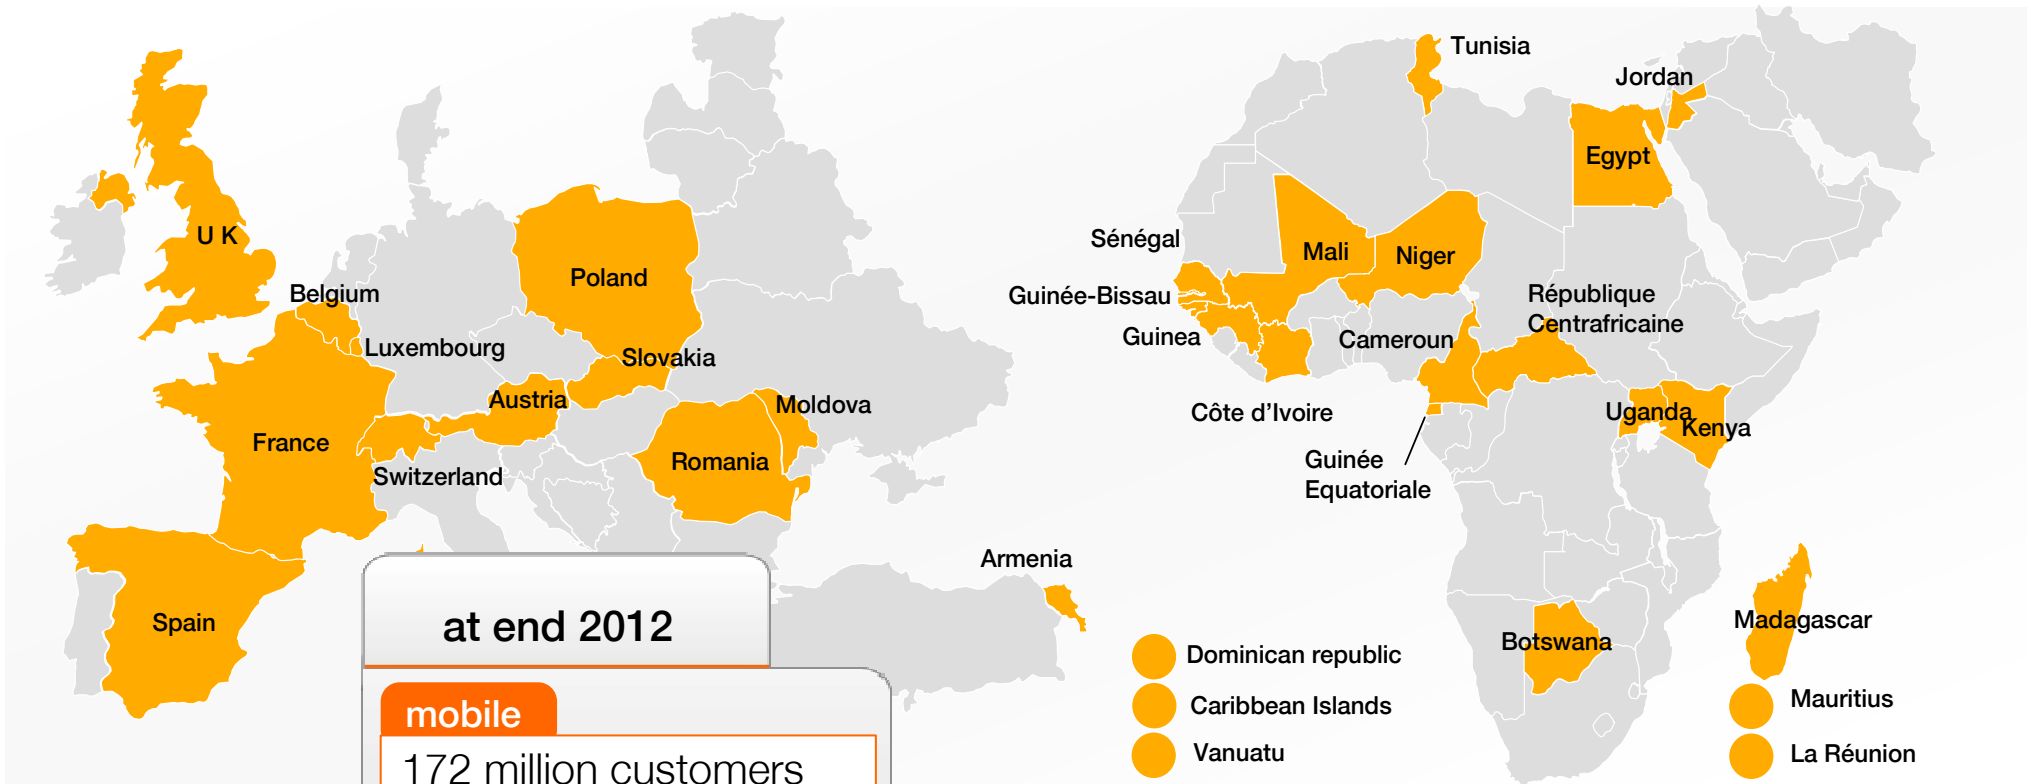 U K
Belgium
Luxembourg
Poland
Slovakia
Austria
Moldova
France
Switzerland
Romania
Spain
Armenia
at end 2012
mobile
172 million customers
Tunisia
Jordan
Egypt
Sénégal
Mali
Niger
Guinée-Bissau
Guinea
République
Centrafricaine
Cameroun
Côte d’Ivoire
Uganda
Kenya
Guinée
Equatoriale
Botswana
Madagascar
Dominican republic
Caribbean Islands
Vanuatu
Mauritius
La Réunion